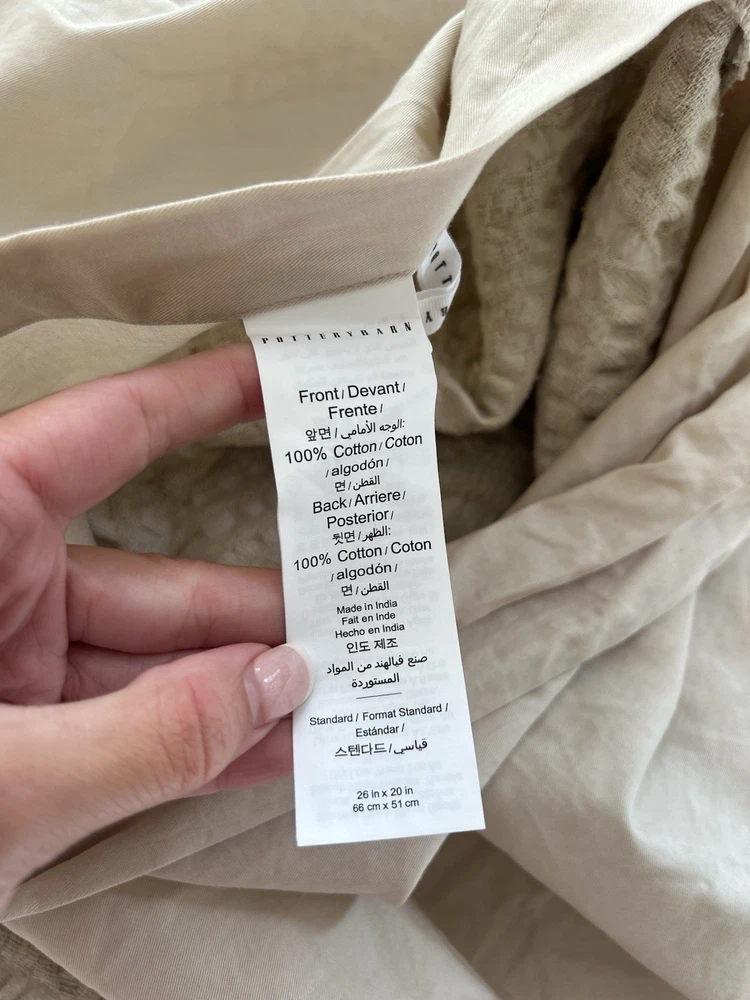 POTTERYBARN
Front / Devant /
Frente /
앞면 / الوجه الأمامي:
100% Cotton / Coton
/ algodón /
면 / القطن
Back / Arriere /
Posterior /
뒷면 / الظهر:
100% Cotton / Coton
/ algodón /
면 / القطن
Made in India
Fait en Inde
Hecho en India
인도 제조
صنع فيالهند من المواد
المستوردة
Standard / Format Standard /
Estándar /
스텐다드 / قياسي
26 in x 20 in
66 cm x 51 cm